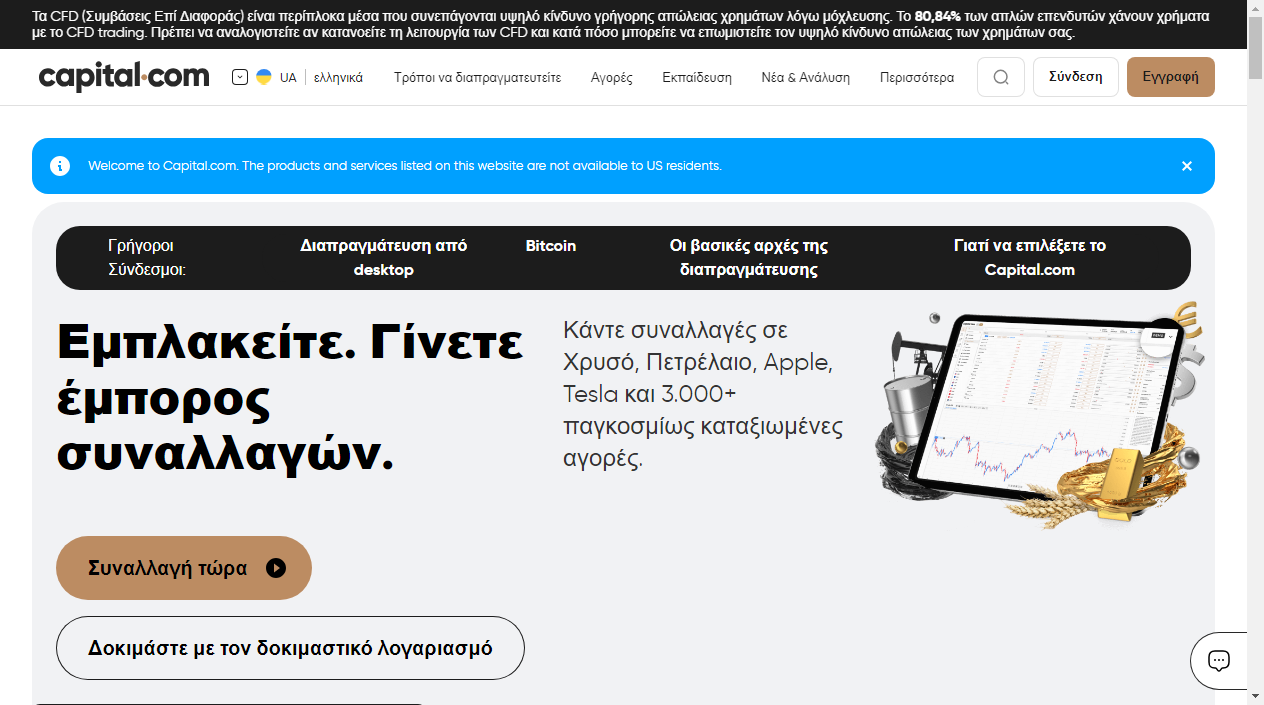 Τα CFD (Συμβάσεις Επί Διαφοράς) είναι περίπλοκα μέσα που συνεπάγονται υψηλό κίνδυνο γρήγορης απώλειας χρημάτων λόγω μόχλευσης. Το 80,84% των απλών επενδυτών χάνουν χρήματα
με το CFD trading. Πρέπει να αναλογιστείτε αν κατανοείτε τη λειτουργία των CFD και κατά πόσο μπορείτε να επωμιστείτε τον υψηλό κίνδυνο απώλειας των χρημάτων σας.
capital.com UA ελληνικά Τρόποι να διαπραγματευτείτε Αγορές Εκπαίδευση Νέα & Ανάλυση Περισσότερα Σύνδεση Εγγραφή
Welcome to Capital.com. The products and services listed on this website are not available to US residents.
Γρήγοροι
Σύνδεσμοι:
Διαπραγμάτευση από
desktop
Bitcoin
Οι βασικές αρχές της
διαπραγμάτευσης
Γιατί να επιλέξετε το
Capital.com
Εμπλακείτε. Γίνετε
έμπορος
συναλλαγών.
Κάντε συναλλαγές σε
Χρυσό, Πετρέλαιο, Apple,
Tesla και 3.000+
παγκοσμίως καταξιωμένες
αγορές.
Συναλλαγή τώρα
Δοκιμάστε με τον δοκιμαστικό λογαριασμό